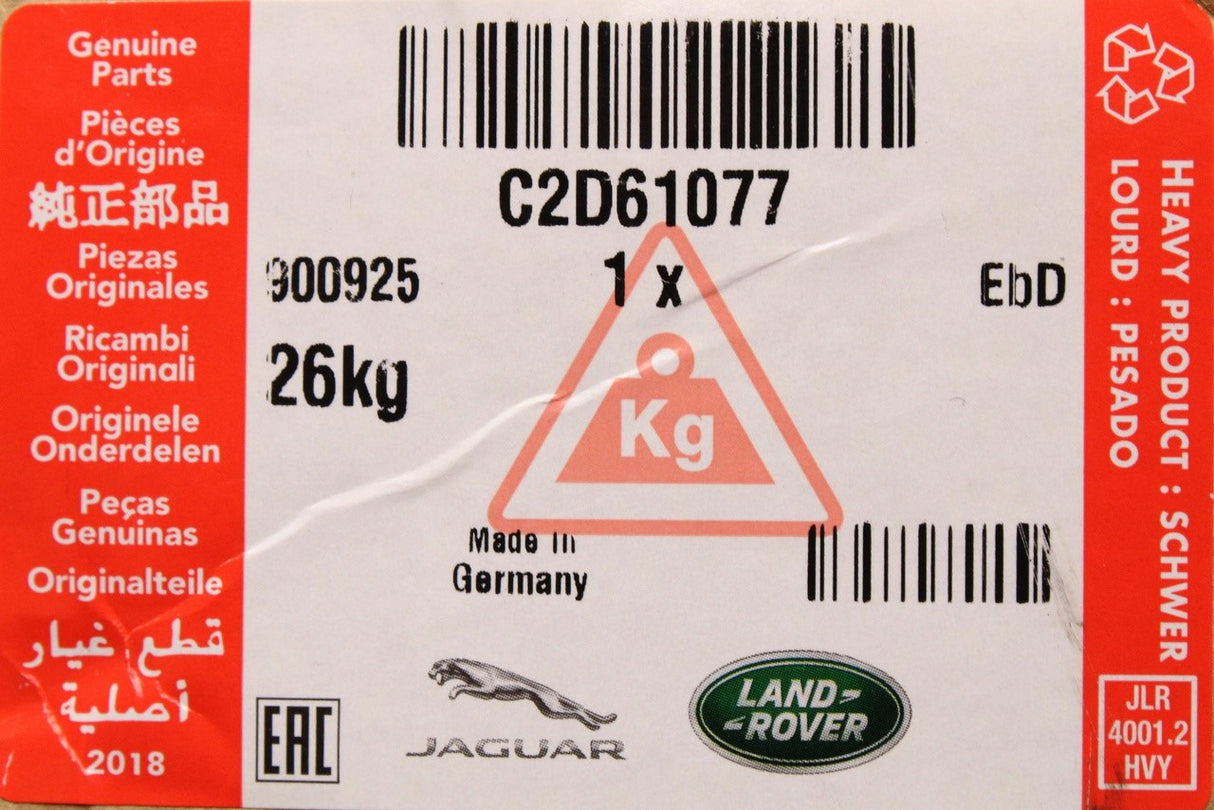 Genuine
Parts
Pièces
d'Origine
純正部品
Piezas
Originales
Ricambi
Originali
Originele
Onderdelen
Peças
Genuinas
Originalteile
قطع غيار
أصلية
2018
C2D61077
900925
1 x
EbD
26kg
Kg
Made in
Germany
EAC
JAGUAR
LAND-
-ROVER
HEAVY PRODUCT : SCHWER
LOURD : PESADO
JLR
4001.2
HVY